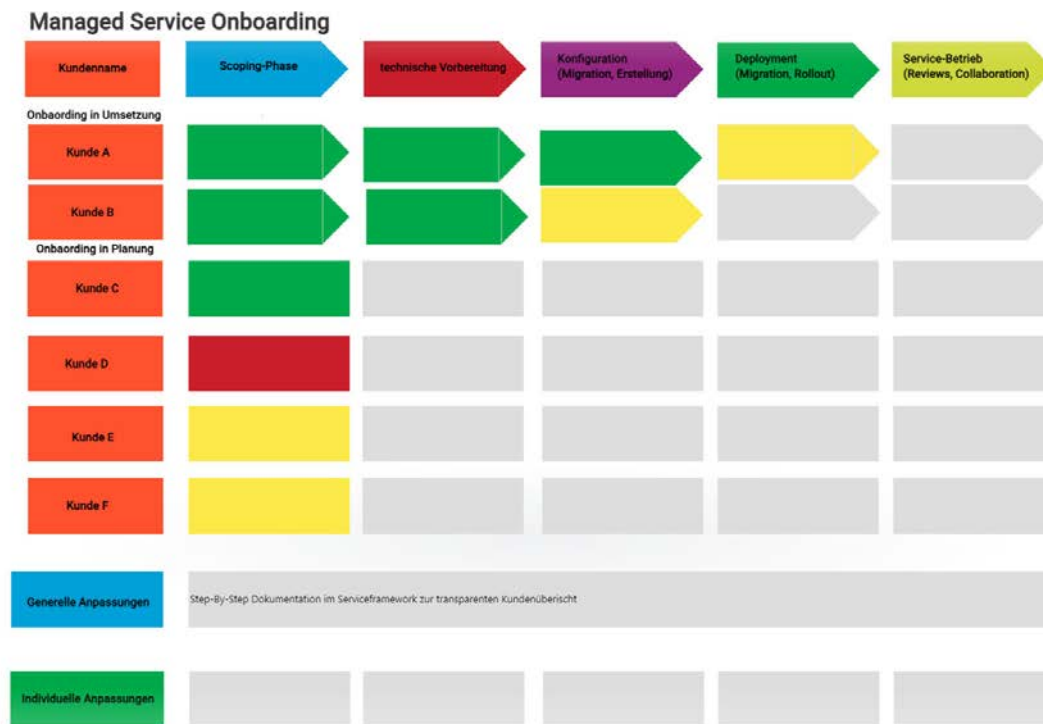 Managed Service Onboarding
Kundenname
Scoping-Phase
technische Vorbereitung
Konfiguration
(Migration, Erstellung)
Deployment
(Migration, Rollout)
Service-Betrieb
(Reviews, Collaboration)
Onbaording in Umsetzung
Kunde A
Kunde B
Onbaording in Planung
Kunde C
Kunde D
Kunde E
Kunde F
Generelle Anpassungen
Step-By-Step Dokumentation im Serviceframework zur transparenten Kundenüberischt
Individuelle Anpassungen